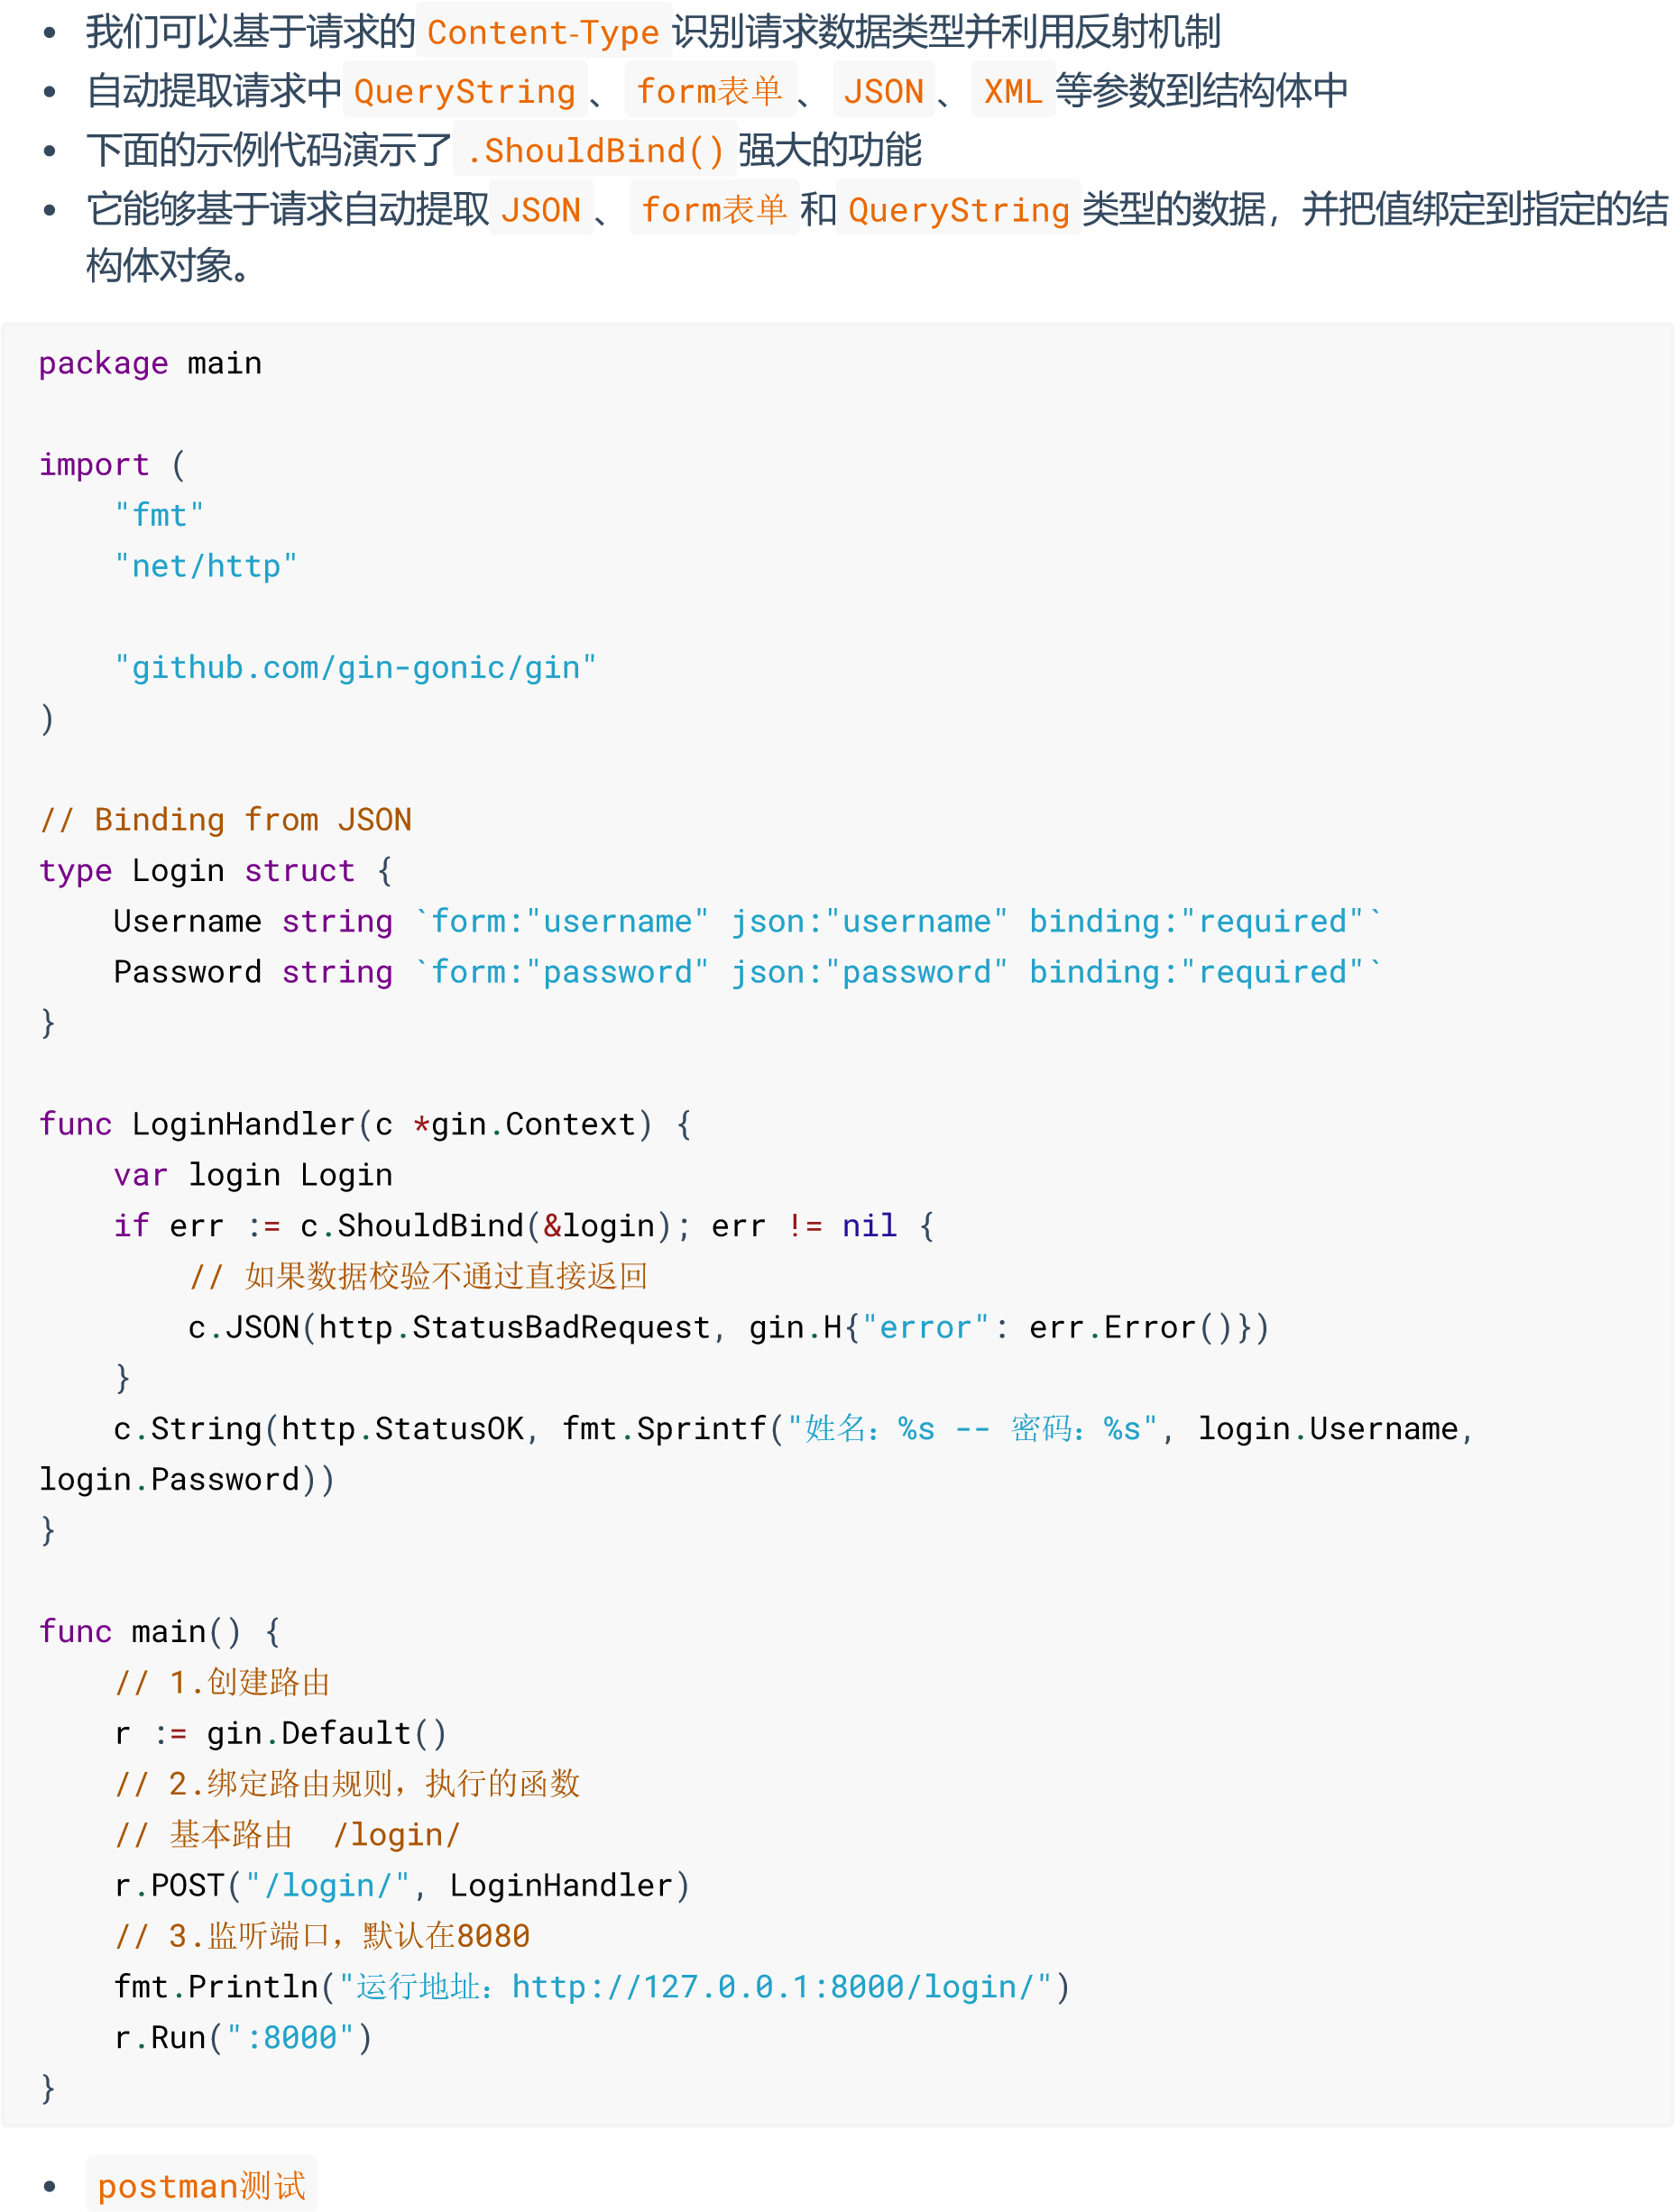 • 我们可以基于请求的 Content-Type 识别请求数据类型并利用反射机制
• 自动提取请求中 QueryString 、 form表单 、 JSON 、 XML 等参数到结构体中
• 下面的示例代码演示了 .ShouldBind() 强大的功能
• 它能够基于请求自动提取 JSON 、 form表单 和 QueryString 类型的数据，并把值绑定到指定的结
构体对象。
package main
import (
    "fmt"
    "net/http"
    "github.com/gin-gonic/gin"
)
// Binding from JSON
type Login struct {
    Username string `form:"username" json:"username" binding:"required"`
    Password string `form:"password" json:"password" binding:"required"`
}
func LoginHandler(c *gin.Context) {
    var login Login
    if err := c.ShouldBind(&login); err != nil {
        // 如果数据校验不通过直接返回
        c.JSON(http.StatusBadRequest, gin.H{"error": err.Error()})
    }
    c.String(http.StatusOK, fmt.Sprintf("姓名：%s -- 密码：%s", login.Username,
login.Password))
}
func main() {
    // 1.创建路由
    r := gin.Default()
    // 2.绑定路由规则，执行的函数
    // 基本路由  /login/
    r.POST("/login/", LoginHandler)
    // 3.监听端口，默认在8080
    fmt.Println("运行地址：http://127.0.0.1:8000/login/")
    r.Run(":8000")
}
• postman测试